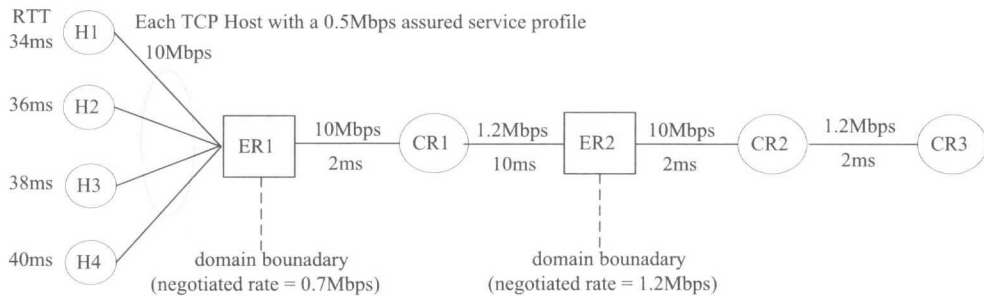 RTT
Each TCP Host with a 0.5Mbps assured service profile
34ms
H1
10Mbps
36ms
H2
38ms
H3
40ms
H4
ER1
10Mbps
2ms
CR1
1.2Mbps
10ms
ER2
10Mbps
2ms
CR2
1.2Mbps
2ms
CR3
domain bounadary
(negotiated rate = 0.7Mbps)
domain bounadary
(negotiated rate = 1.2Mbps)